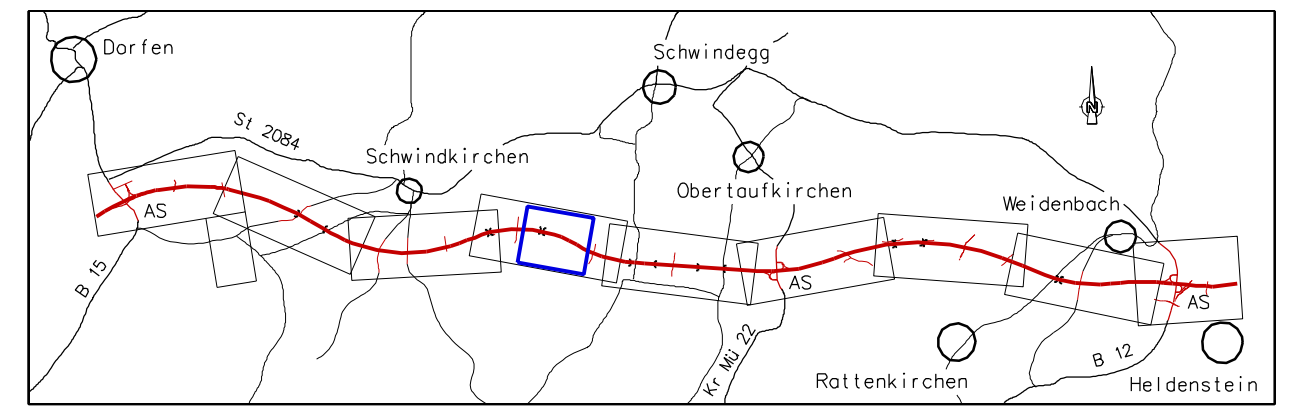 Dorfen
Schwindegg
St 2084
Schwindkirchen
N
Obertaufkirchen
Weidenbach
AS
B 15
AS
AS
Kr Mü 22
B 12
Rattenkirchen
Heldenstein